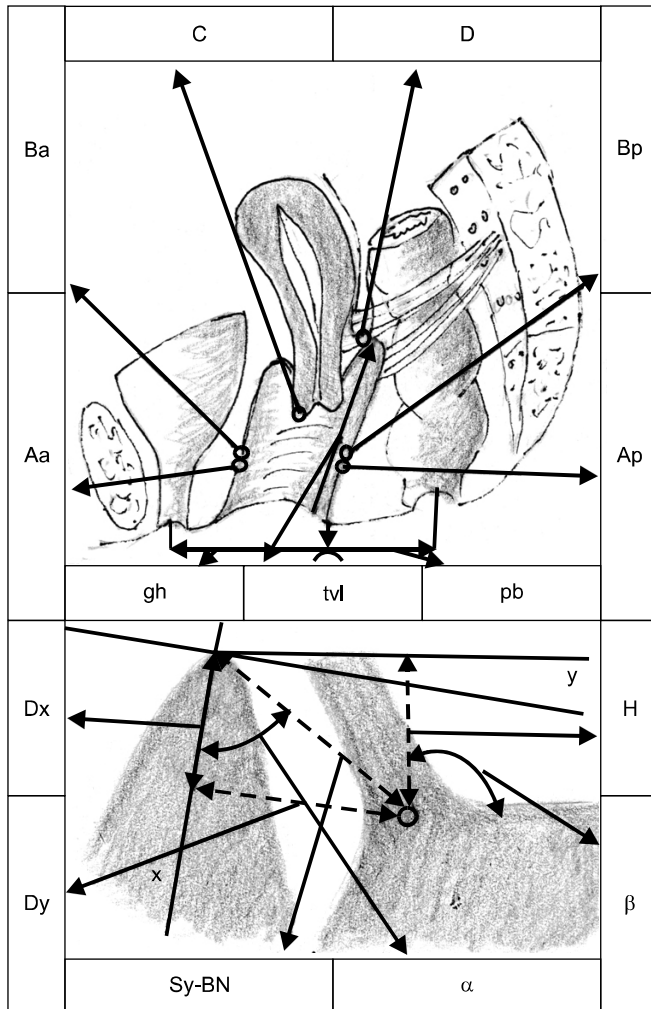 C D
Ba Bp
Aa Ap
gh tvl pb
Dx y H
Dy x β
Sy-BN α